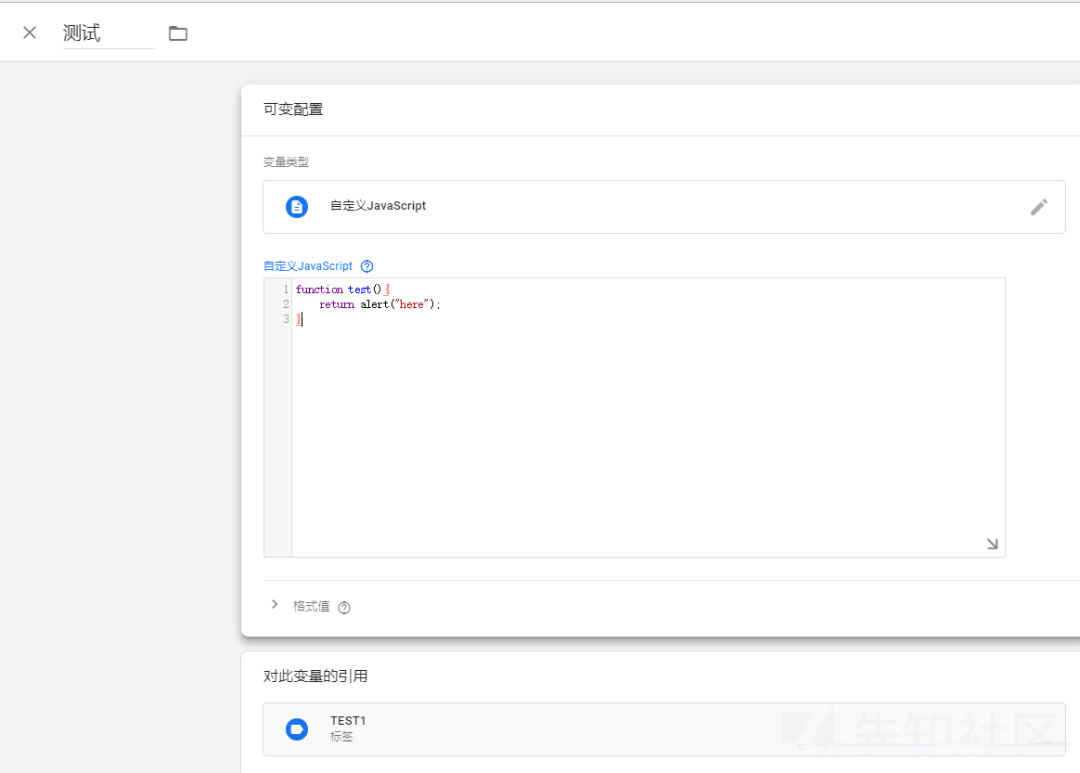 测试
可变配置
变量类型
自定义JavaScript
自定义JavaScript
1 function test(){
2 return alert("here");
3 }
格式值
对此变量的引用
TEST1
标签
先知社区